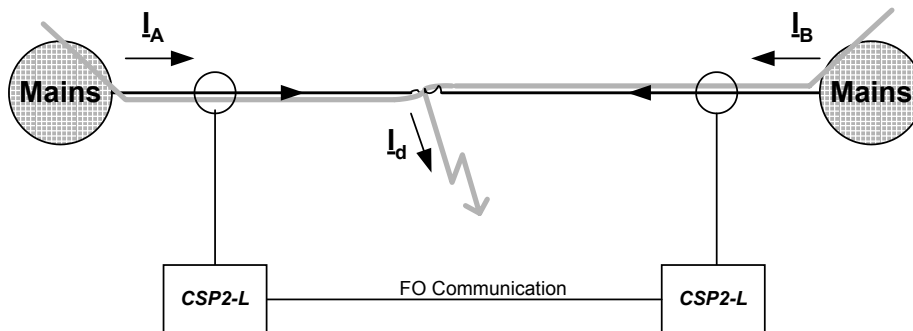 I_A
I_B
Mains
Mains
I_d
FO Communication
CSP2-L
CSP2-L